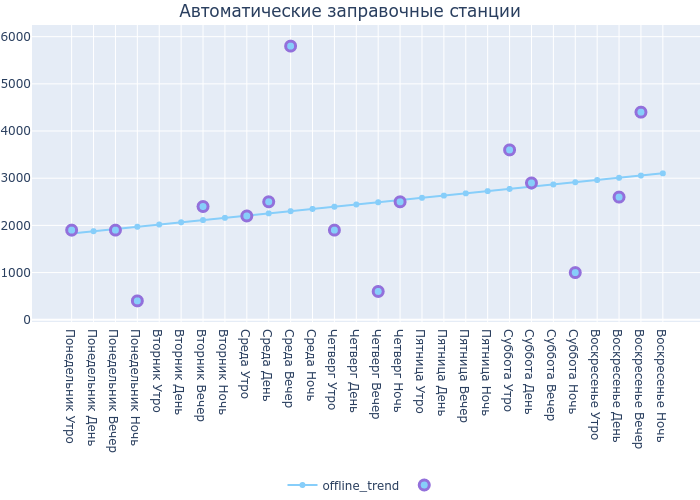 Автоматические заправочные станции
6000
5000
4000
3000
2000
1000
0
Понедельник Утро
Понедельник День
Понедельник Вечер
Понедельник Ночь
Вторник Утро
Вторник День
Вторник Вечер
Вторник Ночь
Среда Утро
Среда День
Среда Вечер
Среда Ночь
Четверг Утро
Четверг День
Четверг Вечер
Четверг Ночь
Пятница Утро
Пятница День
Пятница Вечер
Пятница Ночь
Суббота Утро
Суббота День
Суббота Вечер
Суббота Ночь
Воскресенье Утро
Воскресенье День
Воскресенье Вечер
Воскресенье Ночь
offline_trend